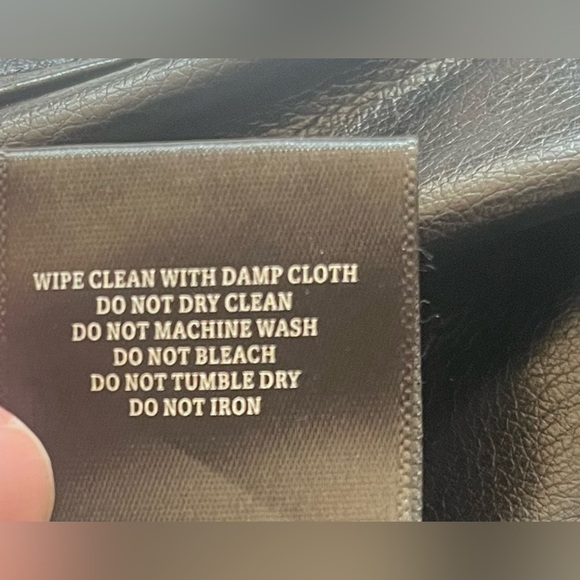 WIPE CLEAN WITH DAMP CLOTH
DO NOT DRY CLEAN
DO NOT MACHINE WASH
DO NOT BLEACH
DO NOT TUMBLE DRY
DO NOT IRON